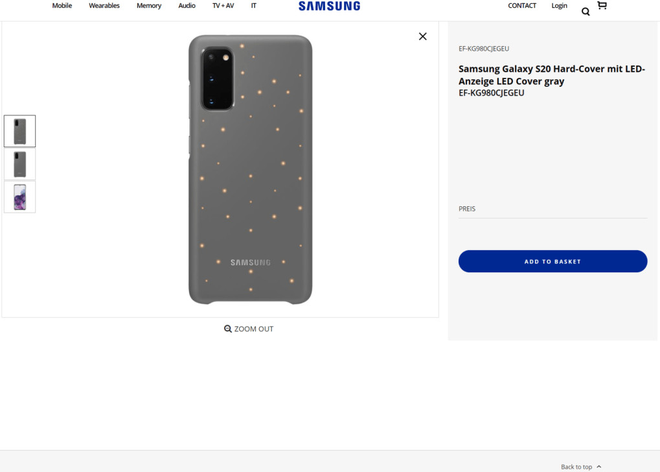 Mobile Wearables Memory Audio TV + AV IT SAMSUNG CONTACT Login
EF-KG980CJEGEU
Samsung Galaxy S20 Hard-Cover mit LED-
Anzeige LED Cover gray
EF-KG980CJEGEU
SAMSUNG
PREIS
ADD TO BASKET
ZOOM OUT
Back to top